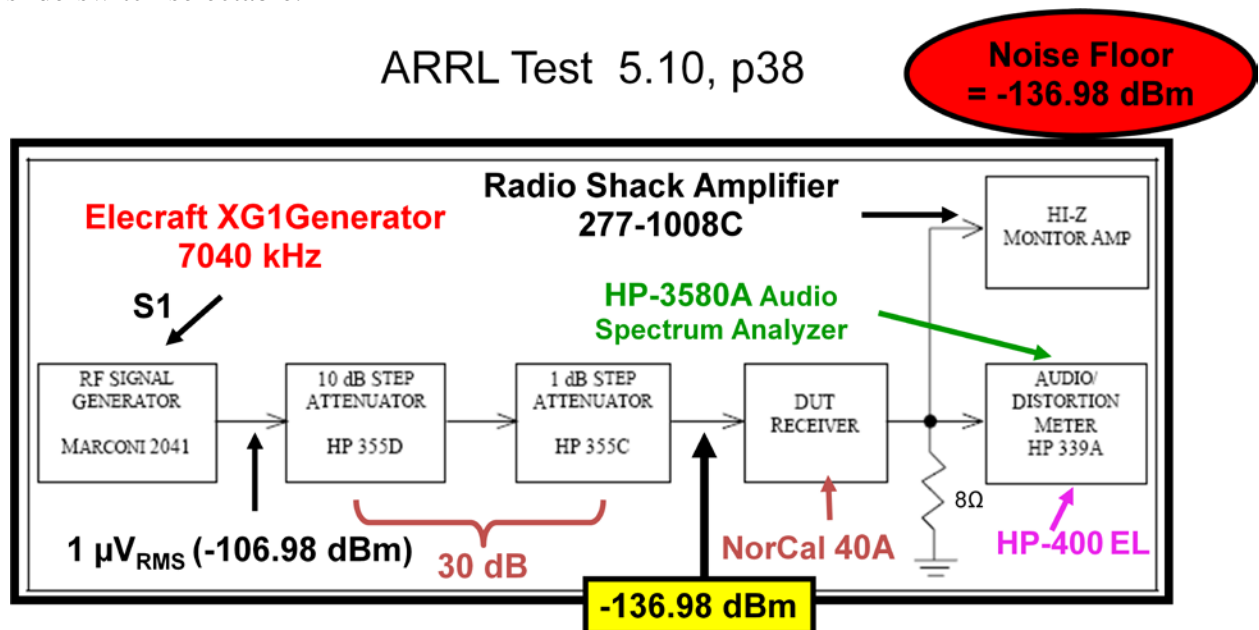 ARRL Test  5.10, p38
Noise Floor
= -136.98 dBm
Radio Shack Amplifier
277-1008C
HI-Z
MONITOR AMP
Elecraft XG1Generator
7040 kHz
S1
HP-3580A Audio
Spectrum Analyzer
RF SIGNAL
GENERATOR
MARCONI 2041
10 dB STEP
ATTENUATOR
HP 355D
1 dB STEP
ATTENUATOR
HP 355C
DUT
RECEIVER
AUDIO/
DISTORTION
METER
HP 339A
8Ω
1 µVRMS (-106.98 dBm)
30 dB
NorCal 40A
HP-400 EL
-136.98 dBm